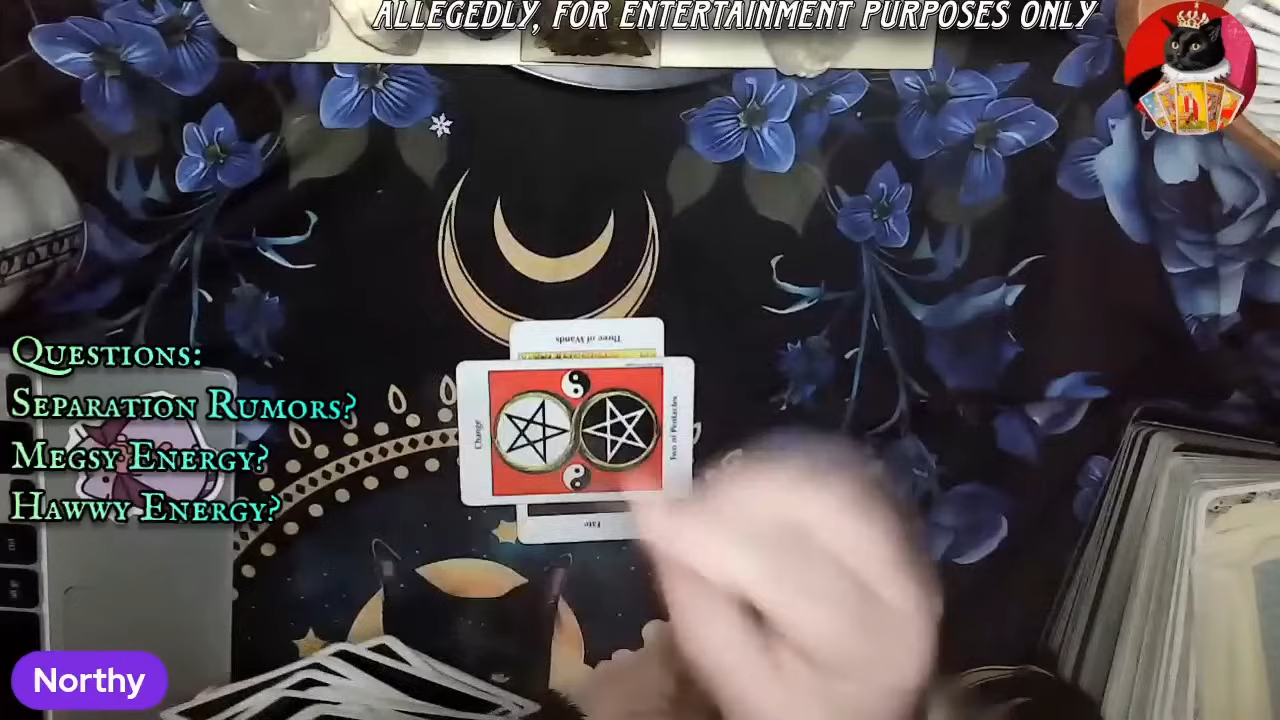 ALLEGEDLY, FOR ENTERTAINMENT PURPOSES ONLY
Three of Wands
Change
Two of Pentacles
Fate
QUESTIONS:
SEPARATION RUMORS?
MEGSY ENERGY?
HAWWY ENERGY?
Northy